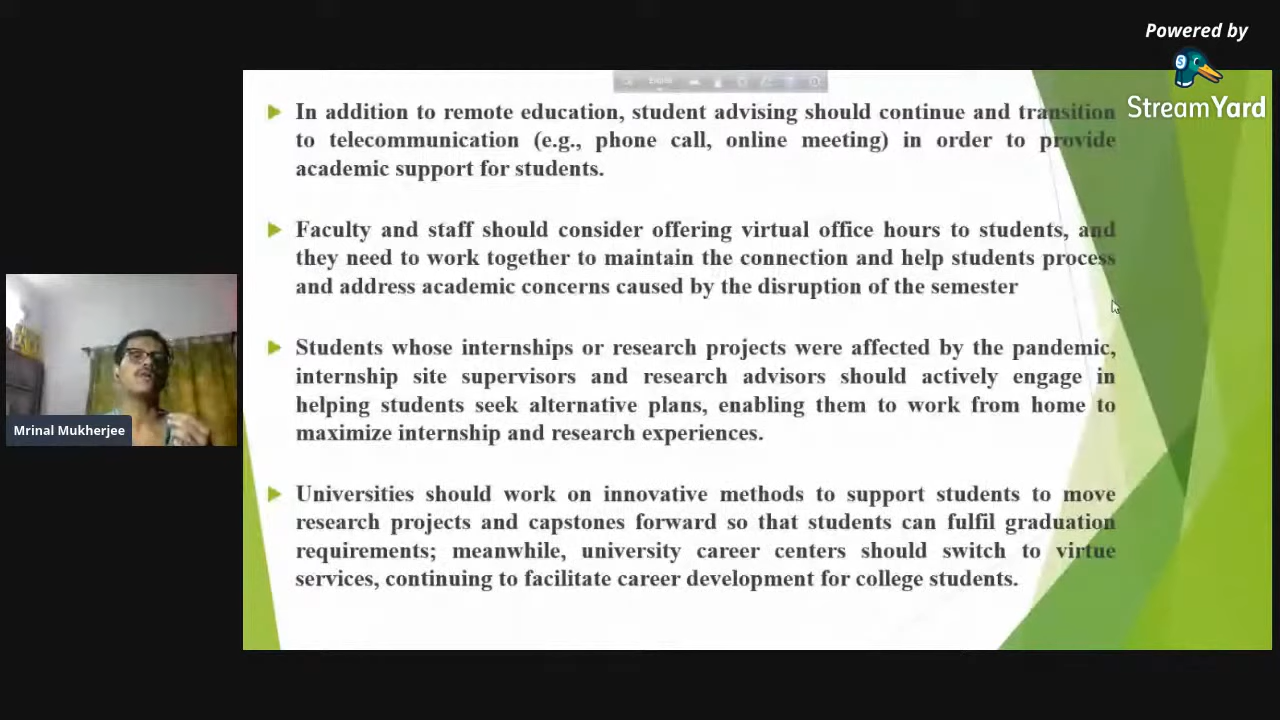 Powered by
StreamYard
In addition to remote education, student advising should continue and transition
to telecommunication (e.g., phone call, online meeting) in order to provide
academic support for students.
Faculty and staff should consider offering virtual office hours to students, and
they need to work together to maintain the connection and help students process
and address academic concerns caused by the disruption of the semester
Students whose internships or research projects were affected by the pandemic,
internship site supervisors and research advisors should actively engage in
helping students seek alternative plans, enabling them to work from home to
maximize internship and research experiences.
Universities should work on innovative methods to support students to move
research projects and capstones forward so that students can fulfil graduation
requirements; meanwhile, university career centers should switch to virtue
services, continuing to facilitate career development for college students.
Mrinal Mukherjee